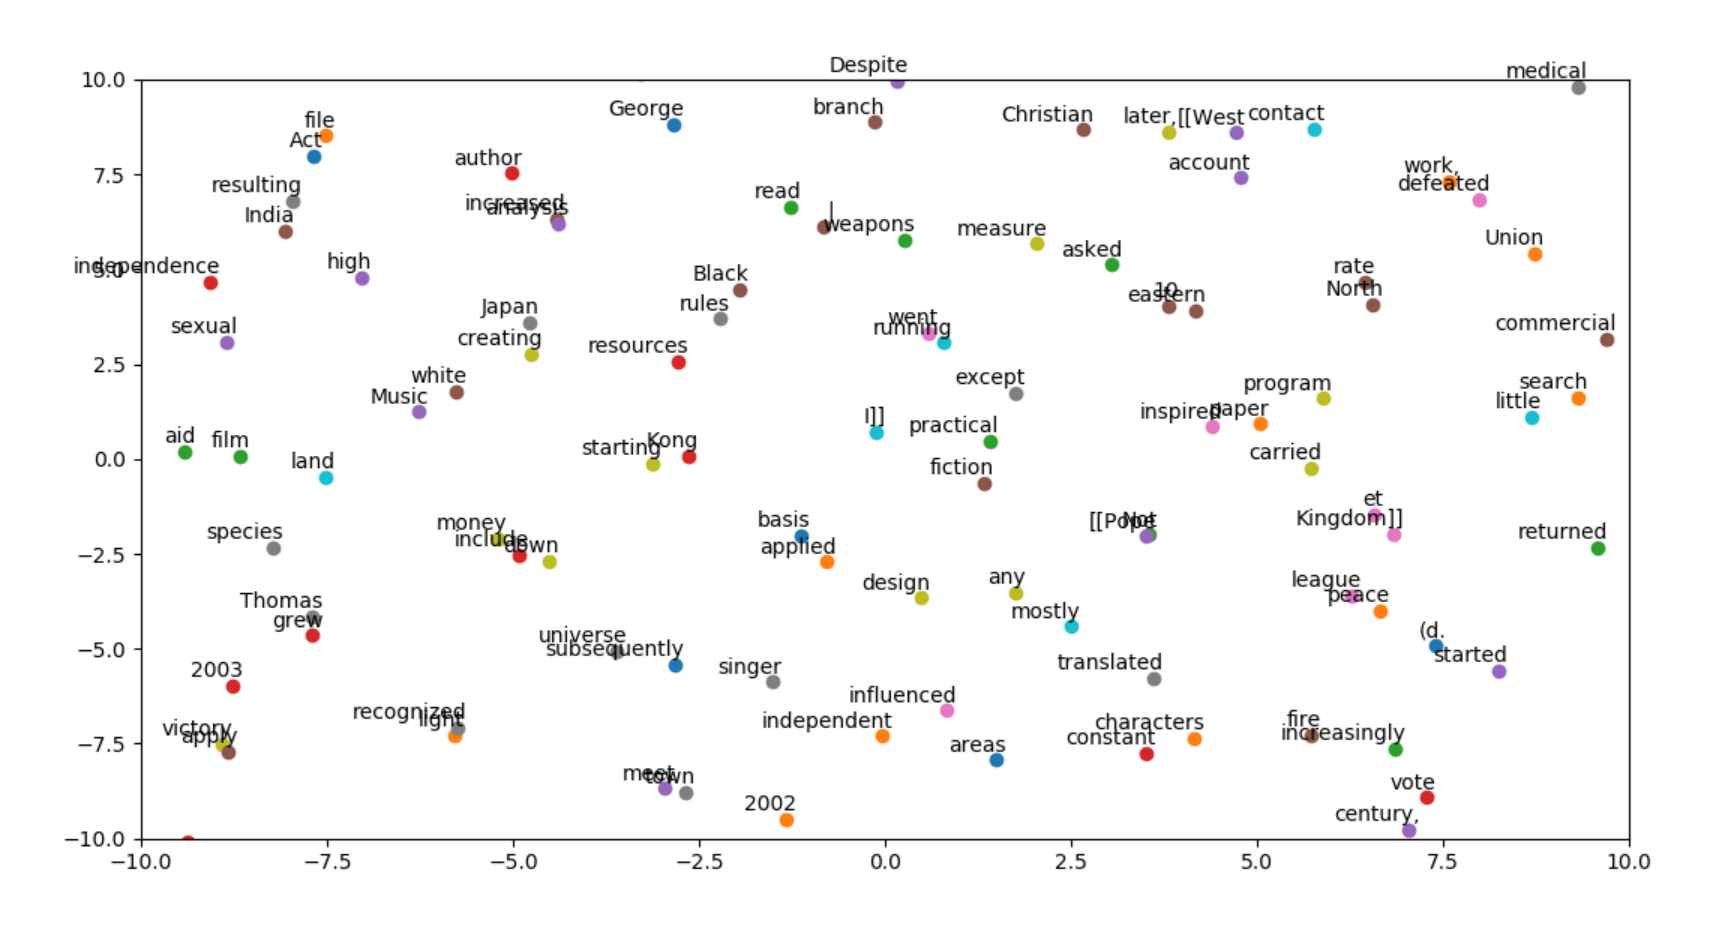 Despite
medical
10.0
George
branch
Christian
later,
[[West
contact
file
Act
author
account
work,
7.5
resulting
read
defeated
India
increased
analysis
|
weapons
measure
asked
Union
independence
5.0
high
Black
rate
10
eastern
North
Japan
rules
went
running
sexual
creating
resources
commercial
2.5
white
except
program
search
Music
I]]
practical
inspired
paper
little
aid
film
starting
Kong
0.0
land
fiction
carried
species
money
include
down
basis
applied
[[Pope
Not
et
Kingdom]]
returned
−2.5
design
any
league
peace
Thomas
grew
mostly
(d.
−5.0
universe
subsequently
singer
translated
started
2003
influenced
recognized
light
independent
characters
fire
victory
apply
constant
increasingly
−7.5
areas
meet
town
vote
2002
century,
−10.0
−10.0 −7.5 −5.0 −2.5 0.0 2.5 5.0 7.5 10.0